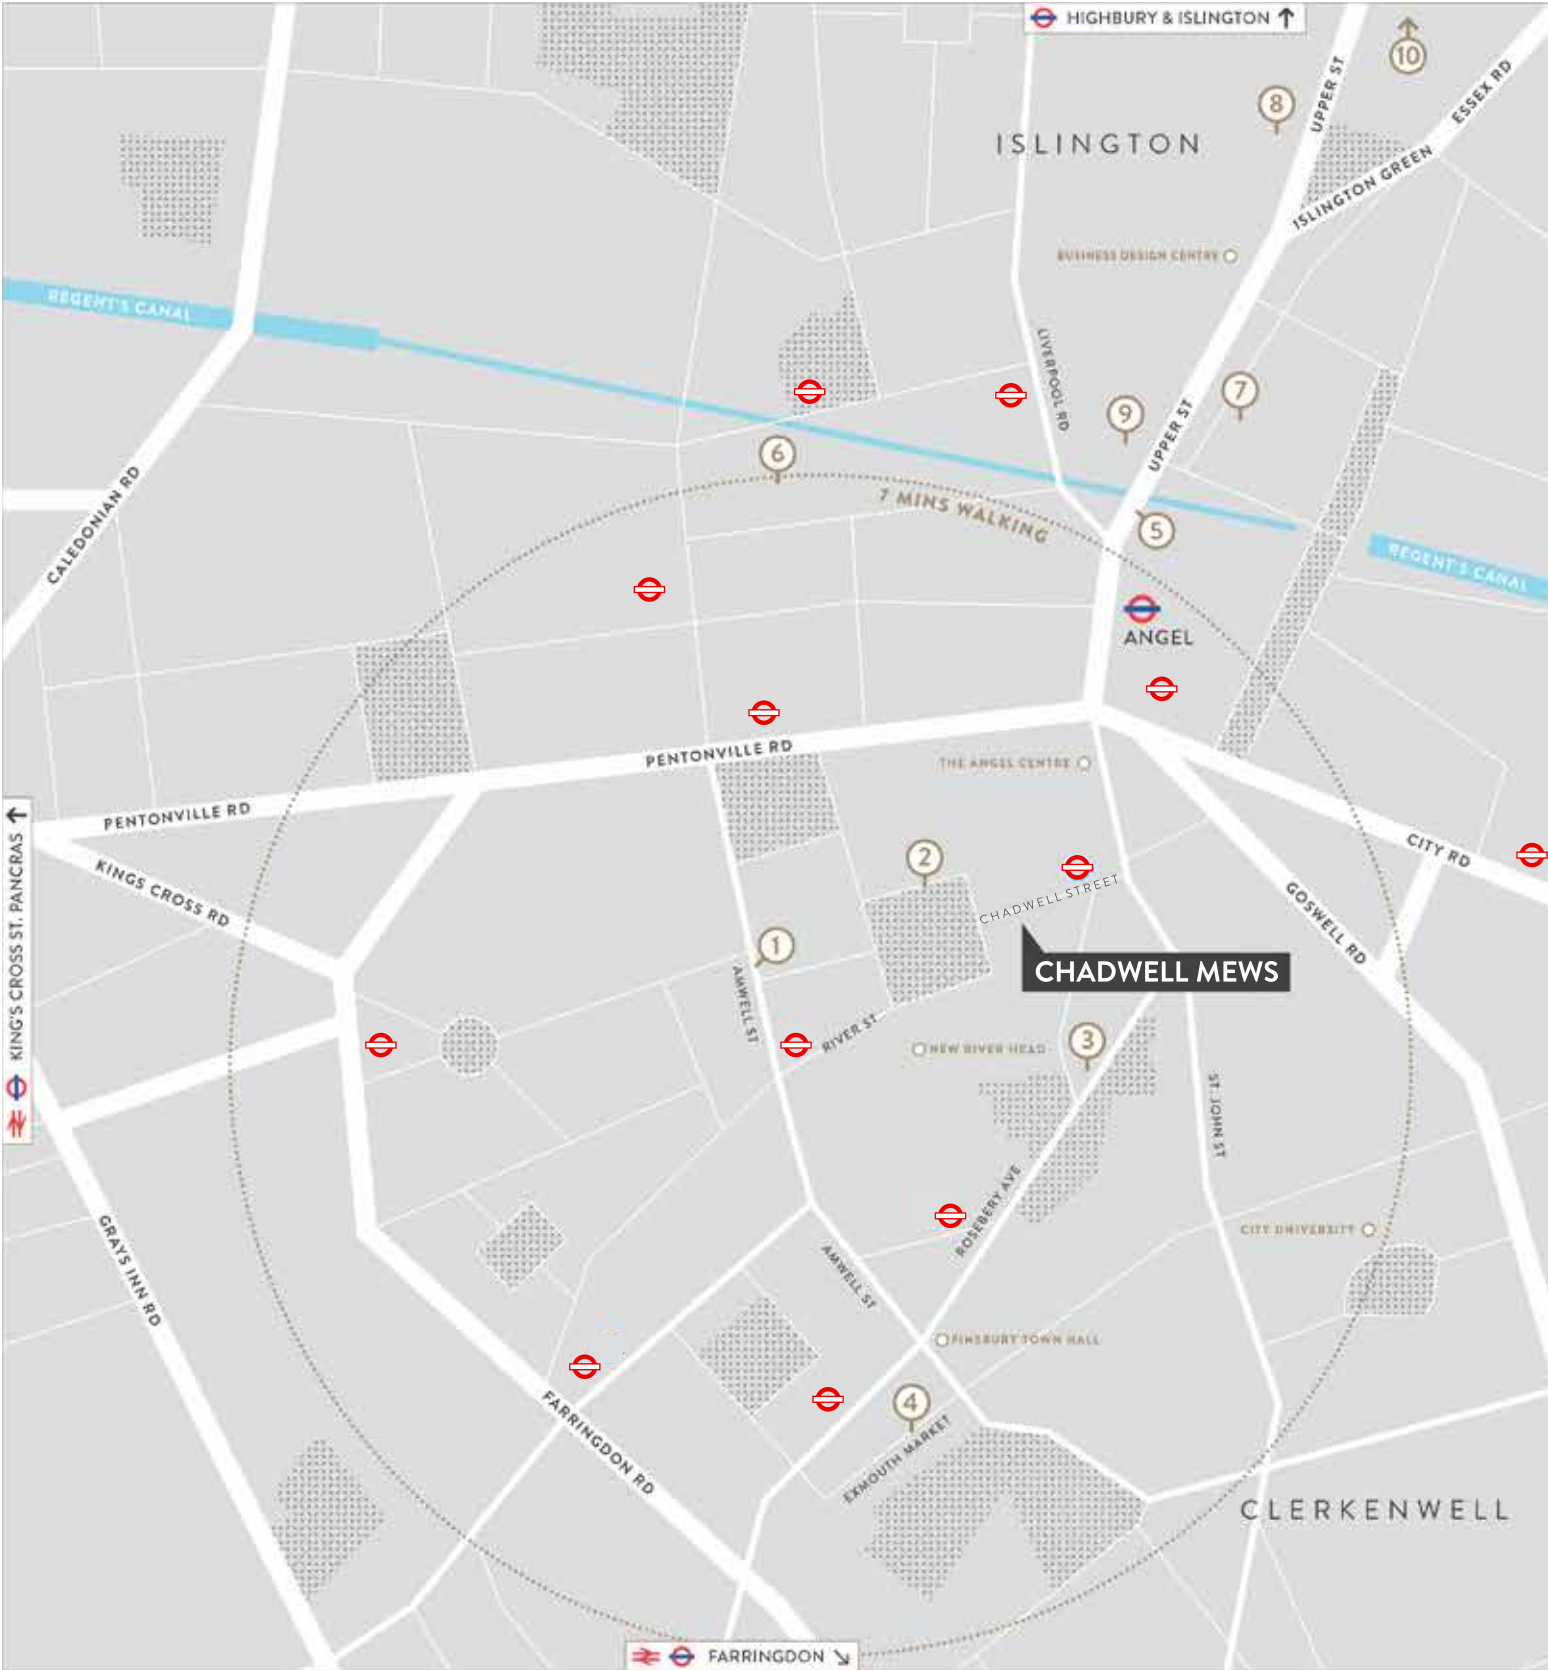 HIGHBURY & ISLINGTON
10
UPPER ST
ESSEX RD
8
ISLINGTON
ISLINGTON GREEN
BUSINESS DESIGN CENTRE
REGENT'S CANAL
LIVERPOOL RD
7
9
UPPER ST
6
7 MINS WALKING
5
CALEDONIAN RD
REGENT'S CANAL
ANGEL
PENTONVILLE RD
THE ANGEL CENTRE
PENTONVILLE RD
KING'S CROSS ST. PANCRAS
KINGS CROSS RD
CITY RD
2
CHADWELL STREET
GOSWELL RD
1
CHADWELL MEWS
AMWELL ST
RIVER ST
NEW RIVER HEAD
3
ST. JOHN ST
ROSEBERY AVE
GRAYS INN RD
CITY UNIVERSITY
AMWELL ST
FINSBURY TOWN HALL
4
FARRINGDON RD
EXMOUTH MARKET
CLERKENWELL
FARRINGDON